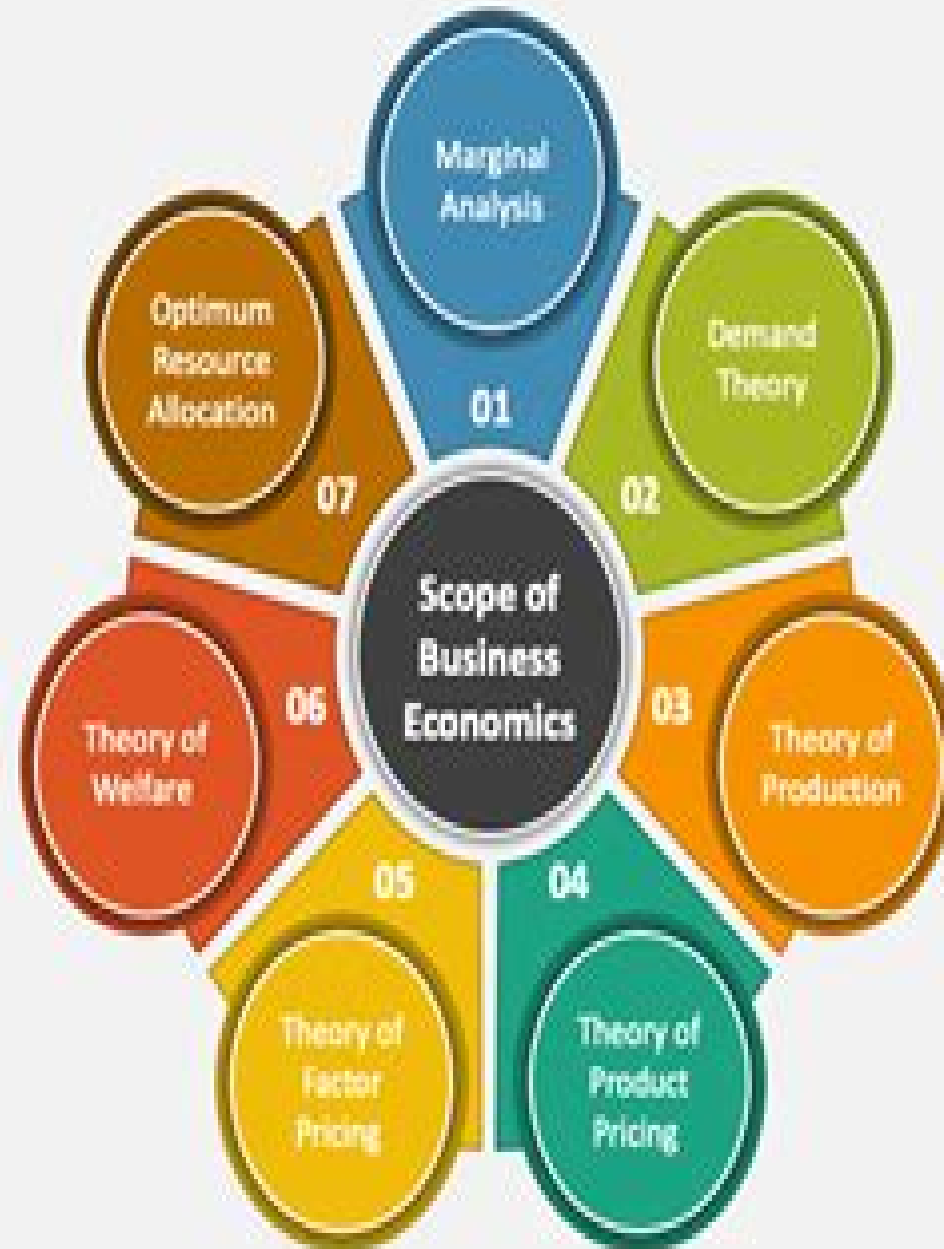 Marginal
Analysis
01
Demand
Theory
02
Theory of
Production
03
Theory of
Product
Pricing
04
Theory of
Factor
Pricing
05
Theory of
Welfare
06
Optimum
Resource
Allocation
07
Scope of
Business
Economics